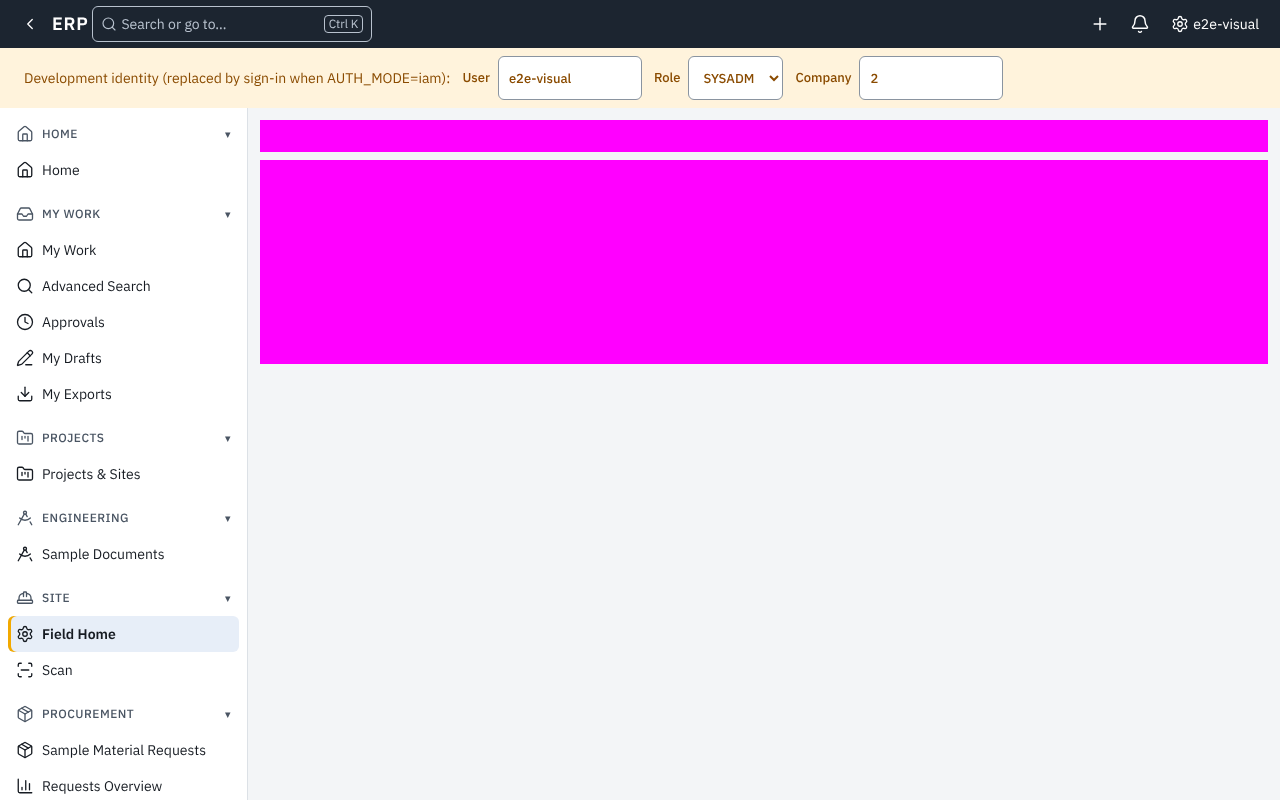 ERP
Search or go to...
Ctrl K
e2e-visual
Development identity (replaced by sign-in when AUTH_MODE=iam):
User
e2e-visual
Role
SYSADM
Company
2
HOME
Home
MY WORK
My Work
Advanced Search
Approvals
My Drafts
My Exports
PROJECTS
Projects & Sites
ENGINEERING
Sample Documents
SITE
Field Home
Scan
PROCUREMENT
Sample Material Requests
Requests Overview